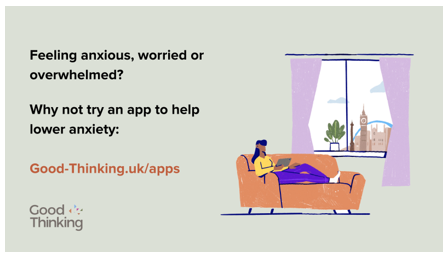 Feeling anxious, worried or
overwhelmed?
Why not try an app to help
lower anxiety:
Good-Thinking.uk/apps
Good
Thinking